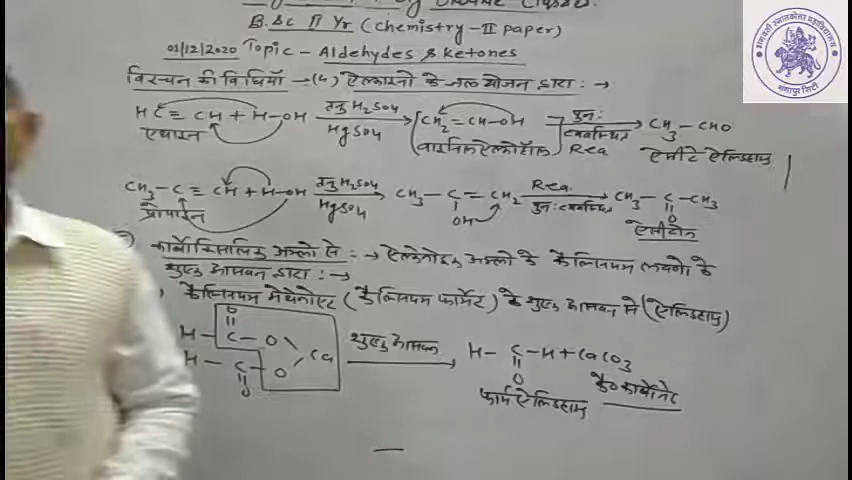 B.Sc II Yr (Chemistry-II paper)
01/12/2020 Topic - Aldehydes & Ketones
विरचन की विधियाँ → (4) ऐल्काइनो के जल योजन द्वारा : →
HC ≡ CH + H-OH तनु H₂SO₄ HgSO₄ (CH₂ = CH-OH) पुनः Rea CH₃ - CHO
एथाइन (वाइनिल ऐल्कोहॉल) ऐसीटऐल्डिहाइड
CH₃-C ≡ CH + H-OH तनु H₂SO₄ HgSO₄ CH₃ - C = CH₂ Rea. पुनः CH₃ - C - CH₃
प्रोपाइन OH O
ऐसीटोन
कार्बोक्सिलिक अम्लो से : → ऐल्केनोइक अम्लो के कैल्सियम लवणो के
शुष्क आसवन द्वारा : →
कैल्सियम मेथेनोएट (कैल्सियम फार्मेट) के शुष्क आसवन से (ऐल्डिहाइड)
O
H - C - O
Ca शुष्क आसवन H - C - H + CaCO₃
H - C - O O कै० कार्बोनेट
O फार्मऐल्डिहाइड